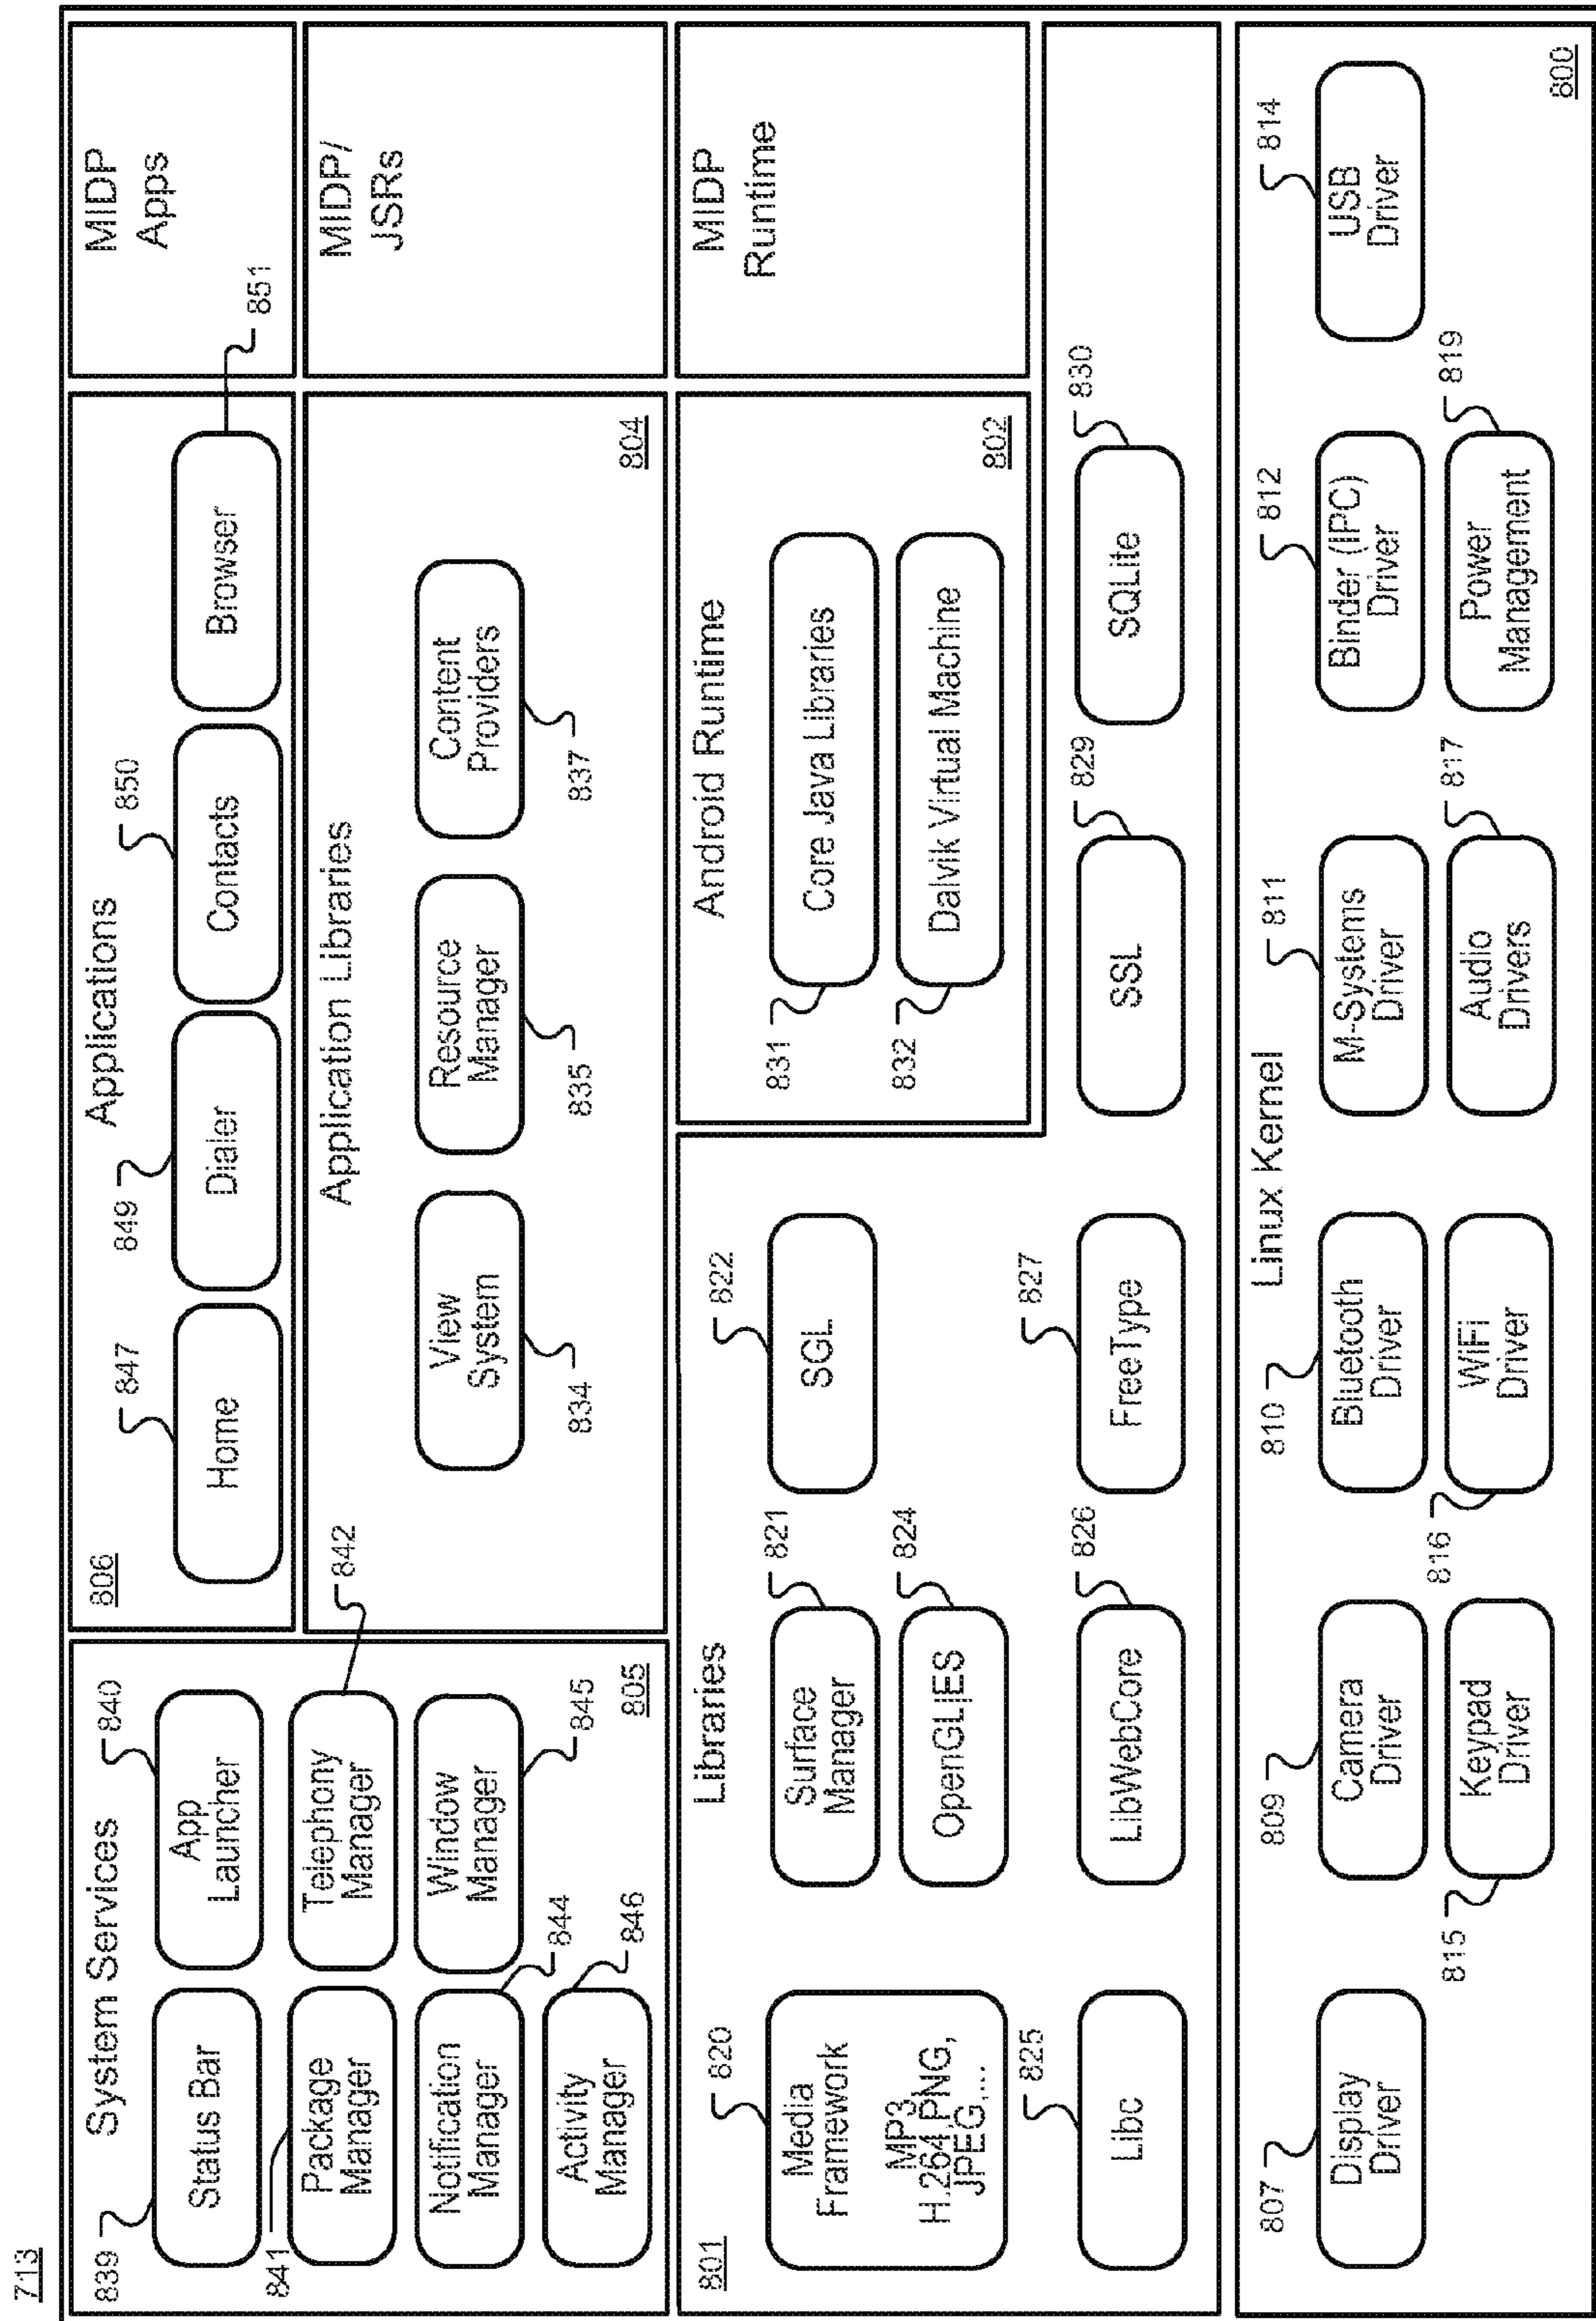 713
System Services
839
840
Status Bar
App
Launcher
841
842
Package
Manager
Telephony
Manager
Notification
Manager
Window
Manager
844
845
Activity
Manager
846
805
806
Applications
847
849
850
Home
Dialer
Contacts
Browser
851
MIDP
Apps
Application Libraries
View
System
Resource
Manager
Content
Providers
834
835
837
804
MIDP/
JSRs
801
Libraries
820
821
822
Media
Framework
MP3
H.264,PNG,
JPEG,...
Surface
Manager
SGL
824
OpenGL|ES
Android Runtime
831
Core Java Libraries
832
Dalvik Virtual Machine
802
MIDP
Runtime
825
826
827
829
830
Libc
LibWebCore
FreeType
SSL
SQLite
Linux Kernel
807
809
810
811
812
814
Display
Driver
Camera
Driver
Bluetooth
Driver
M-Systems
Driver
Binder (IPC)
Driver
USB
Driver
815
816
817
819
Keypad
Driver
WiFi
Driver
Audio
Drivers
Power
Management
800